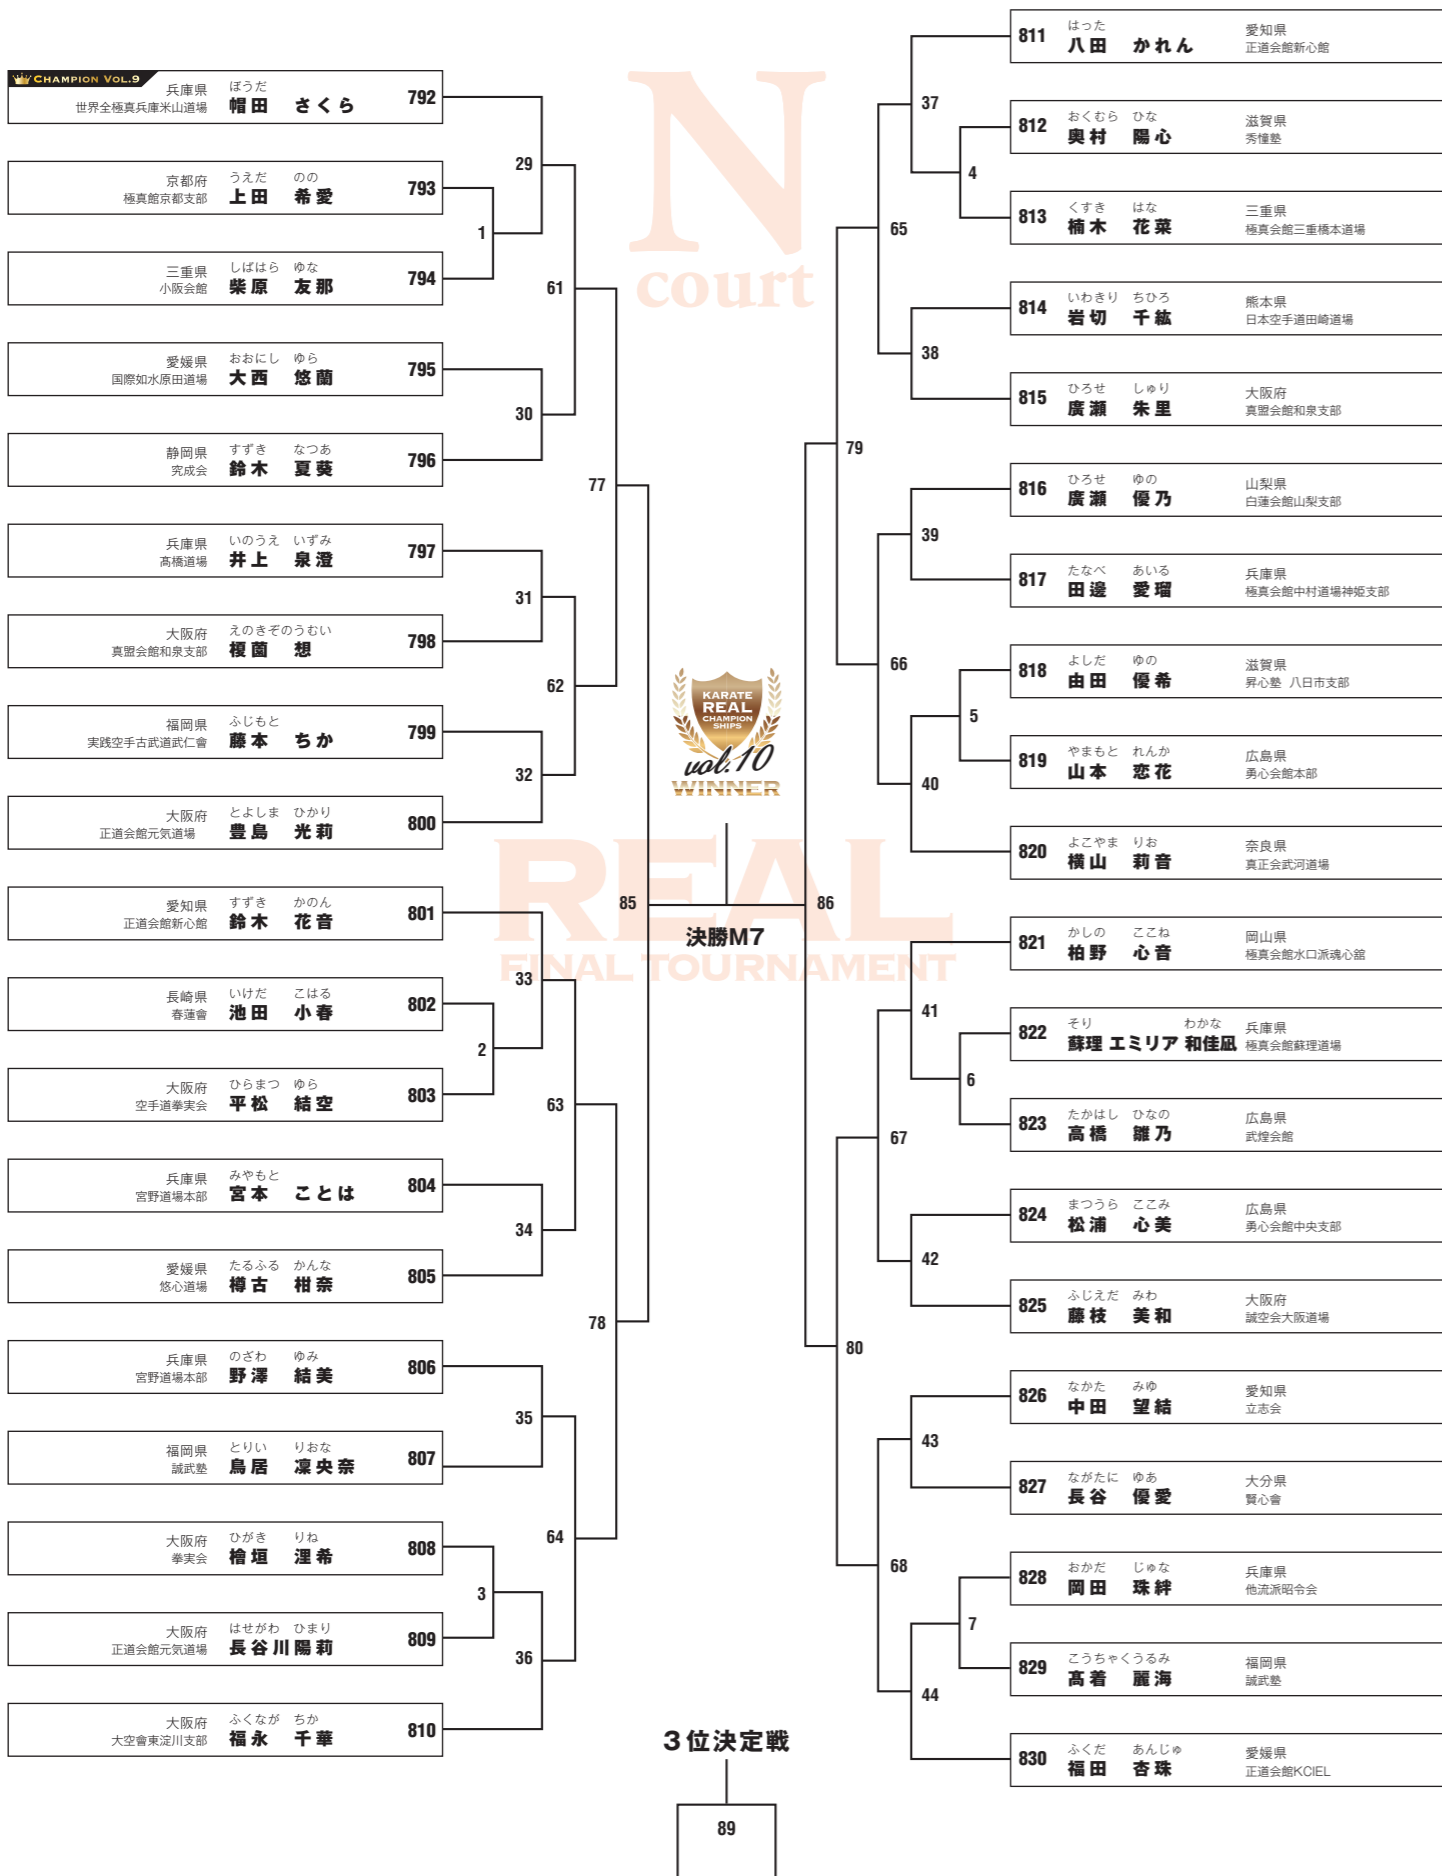 N
court
CHAMPION VOL.9
兵庫県 ぼうだ
世界全極真兵庫米山道場 帽田 さくら 792
京都府 うえだ のの
極真館京都支部 上田 希愛 793
三重県 しばはら ゆな
小阪会館 柴原 友那 794
愛媛県 おおにし ゆら
国際如水原田道場 大西 悠蘭 795
静岡県 すずき なつあ
究成会 鈴木 夏葵 796
兵庫県 いのうえ いずみ
髙橋道場 井上 泉澄 797
大阪府 えのきぞのうむい
真盟会館和泉支部 榎薗 想 798
福岡県 ふじもと
実践空手古武道武仁會 藤本 ちか 799
大阪府 とよしま ひかり
正道会館元気道場 豊島 光莉 800
愛知県 すずき かのん
正道会館新心館 鈴木 花音 801
長崎県 いけだ こはる
春蓮會 池田 小春 802
大阪府 ひらまつ ゆら
空手道拳実会 平松 結空 803
兵庫県 みやもと
宮野道場本部 宮本 ことは 804
愛媛県 たるふる かんな
悠心道場 樽古 柑奈 805
兵庫県 のざわ ゆみ
宮野道場本部 野澤 結美 806
福岡県 とりい りおな
誠武塾 鳥居 凜央奈 807
大阪府 ひがき りね
拳実会 檜垣 浬希 808
大阪府 はせがわ ひまり
正道会館元気道場 長谷川陽莉 809
大阪府 ふくなが ちか
大空會東淀川支部 福永 千華 810
29
1
61
30
77
31
62
32
85
33
2
63
34
78
35
64
3
36
KARATE
REAL
CHAMPION
SHIPS
vol.10
WINNER
REAL
FINAL TOURNAMENT
決勝M7
3位決定戦
89
37
4
65
38
79
39
66
5
40
86
41
6
67
42
80
43
68
7
44
811 はった 愛知県
八田 かれん 正道会館新心館
812 おくむら ひな 滋賀県
奥村 陽心 秀憧塾
813 くすき はな 三重県
楠木 花菜 極真会館三重橋本道場
814 いわきり ちひろ 熊本県
岩切 千紘 日本空手道田崎道場
815 ひろせ しゅり 大阪府
廣瀬 朱里 真盟会館和泉支部
816 ひろせ ゆの 山梨県
廣瀬 優乃 白蓮会館山梨支部
817 たなべ あいる 兵庫県
田邊 愛瑠 極真会館中村道場神姫支部
818 よしだ ゆの 滋賀県
由田 優希 昇心塾 八日市支部
819 やまもと れんか 広島県
山本 恋花 勇心会館本部
820 よこやま りお 奈良県
横山 莉音 真正会武河道場
821 かしの ここね 岡山県
柏野 心音 極真会館水口派魂心舘
822 そり わかな 兵庫県
蘇理 エミリア 和佳凪 極真会館蘇理道場
823 たかはし ひなの 広島県
高橋 雛乃 武煌会館
824 まつうら ここみ 広島県
松浦 心美 勇心会館中央支部
825 ふじえだ みわ 大阪府
藤枝 美和 誠空会大阪道場
826 なかた みゆ 愛知県
中田 望結 立志会
827 ながたに ゆあ 大分県
長谷 優愛 賢心會
828 おかだ じゅな 兵庫県
岡田 珠絆 他流派昭令会
829 こうちゃくうるみ 福岡県
髙着 麗海 誠武塾
830 ふくだ あんじゅ 愛媛県
福田 杏珠 正道会館KCIEL